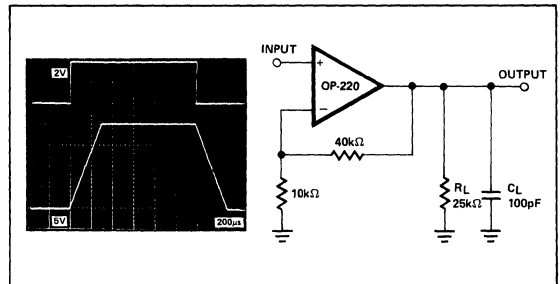 2V
5V
200µs
INPUT
+
OP-220
−
OUTPUT
40kΩ
10kΩ
RL
25kΩ
CL
100pF